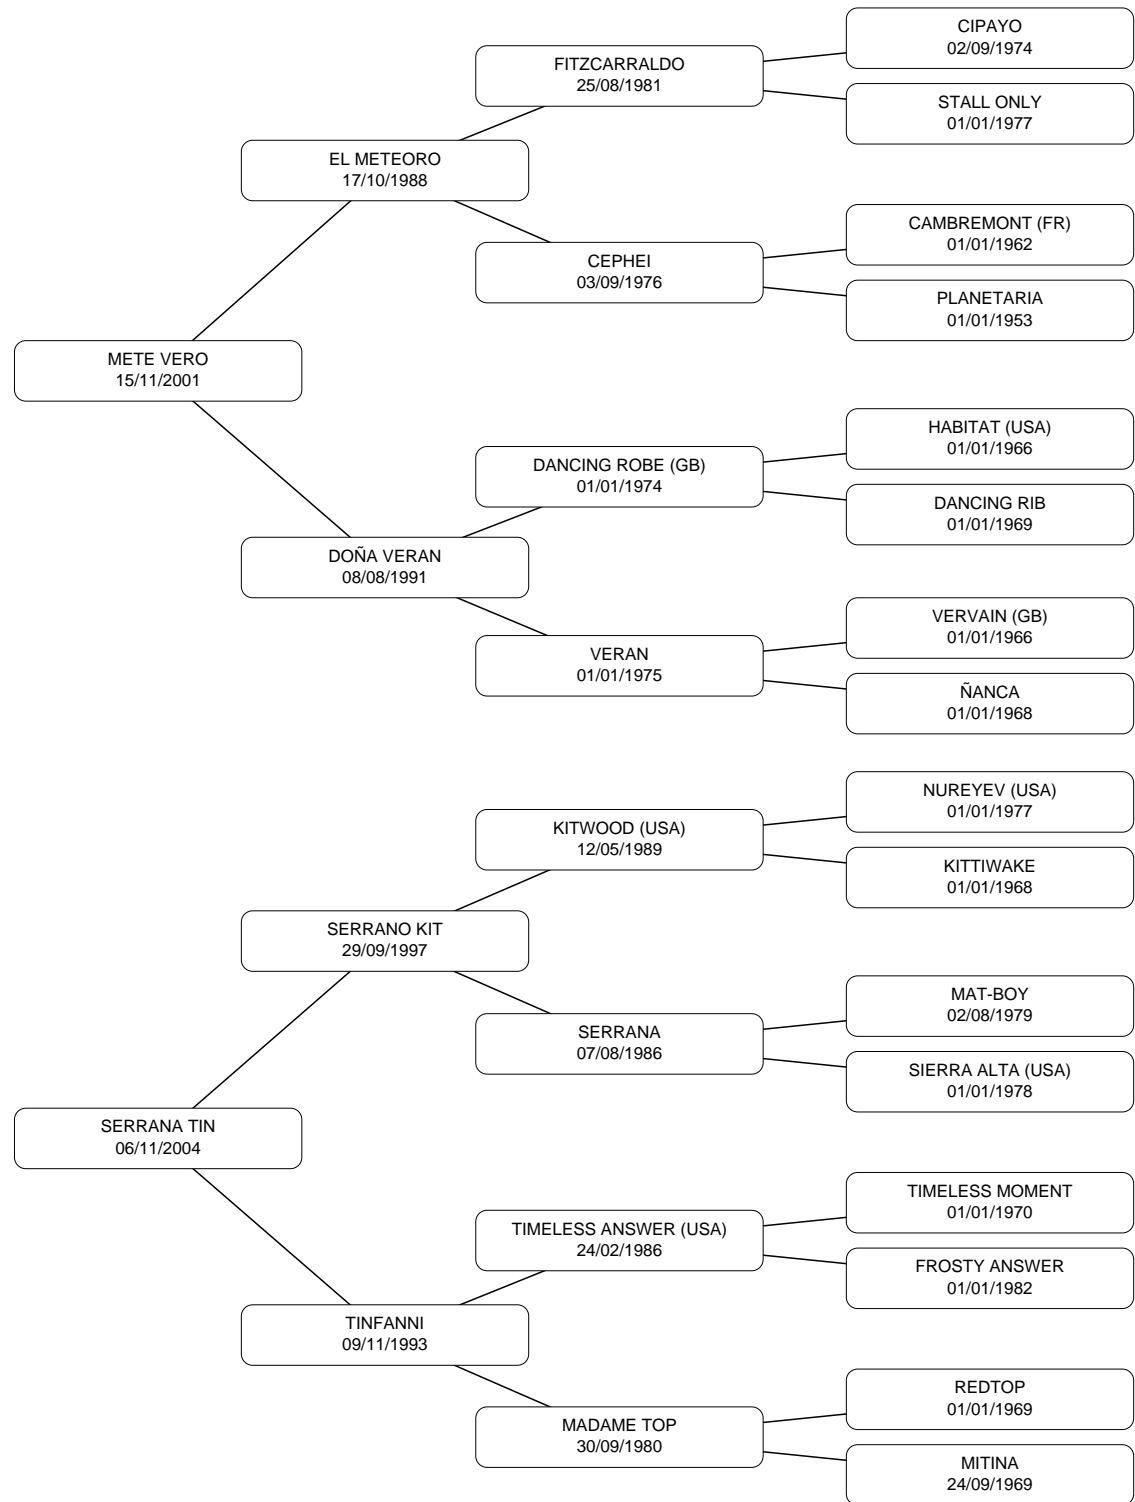 CIPAYO
02/09/1974
FITZCARRALDO
25/08/1981
STALL ONLY
01/01/1977
EL METEORO
17/10/1988
CAMBREMONT (FR)
01/01/1962
CEPHEI
03/09/1976
PLANETARIA
01/01/1953
METE VERO
15/11/2001
HABITAT (USA)
01/01/1966
DANCING ROBE (GB)
01/01/1974
DANCING RIB
01/01/1969
DOÑA VERAN
08/08/1991
VERVAIN (GB)
01/01/1966
VERAN
01/01/1975
ÑANCA
01/01/1968
NUREYEV (USA)
01/01/1977
KITWOOD (USA)
12/05/1989
KITTIWAKE
01/01/1968
SERRANO KIT
29/09/1997
MAT-BOY
02/08/1979
SERRANA
07/08/1986
SIERRA ALTA (USA)
01/01/1978
SERRANA TIN
06/11/2004
TIMELESS MOMENT
01/01/1970
TIMELESS ANSWER (USA)
24/02/1986
FROSTY ANSWER
01/01/1982
TINFANNI
09/11/1993
REDTOP
01/01/1969
MADAME TOP
30/09/1980
MITINA
24/09/1969